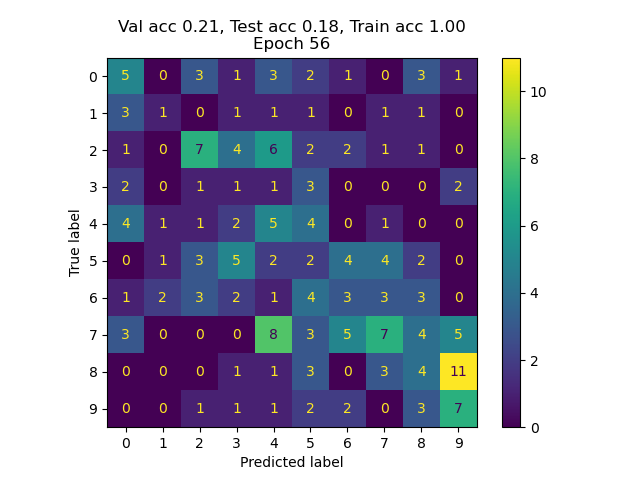 Val acc 0.21, Test acc 0.18, Train acc 1.00
Epoch 56
True label
0 5 0 3 1 3 2 1 0 3 1
1 3 1 0 1 1 1 0 1 1 0
2 1 0 7 4 6 2 2 1 1 0
3 2 0 1 1 1 3 0 0 0 2
4 4 1 1 2 5 4 0 1 0 0
5 0 1 3 5 2 2 4 4 2 0
6 1 2 3 2 1 4 3 3 3 0
7 3 0 0 0 8 3 5 7 4 5
8 0 0 0 1 1 3 0 3 4 11
9 0 0 1 1 1 2 2 0 3 7
0 1 2 3 4 5 6 7 8 9
Predicted label
10
8
6
4
2
0